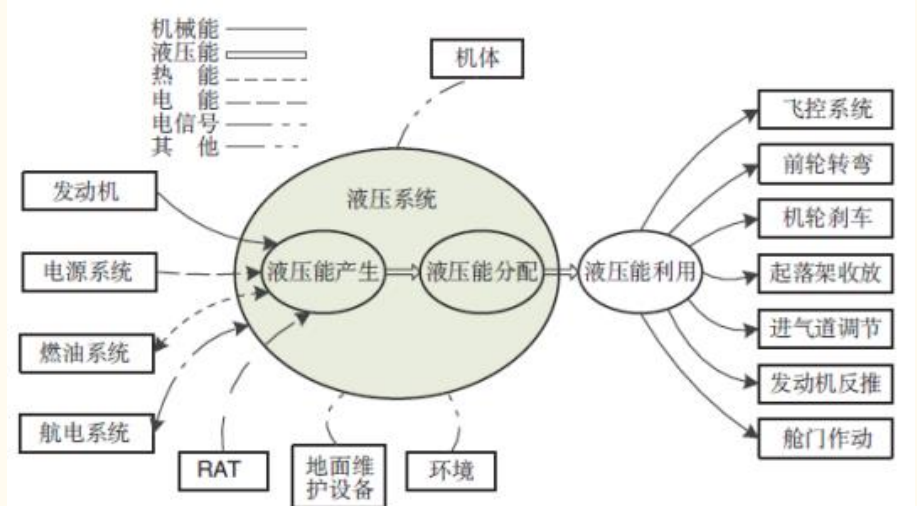 机械能
液压能
热 能
电 能
电信号
其 他
机体
飞控系统
前轮转弯
机轮刹车
起落架收放
进气道调节
发动机反推
舱门作动
发动机
电源系统
燃油系统
航电系统
液压系统
液压能产生
液压能分配
液压能利用
RAT
地面维
护设备
环境